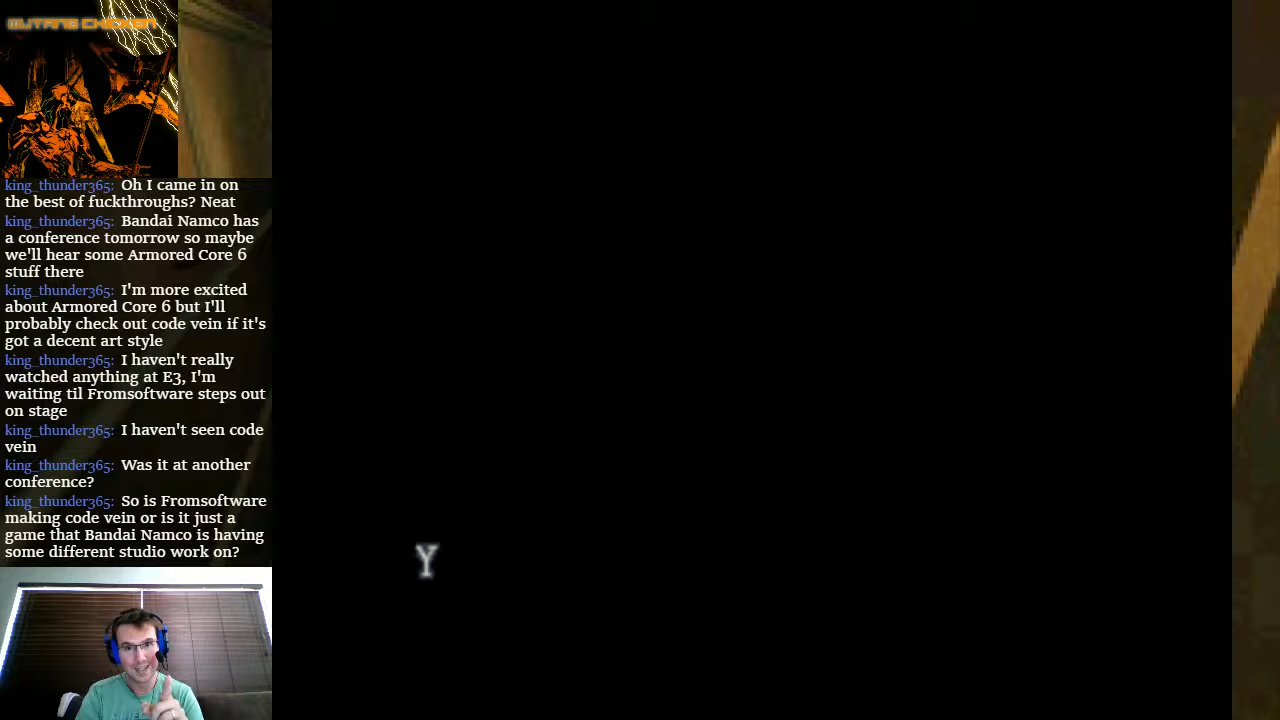 WUTANG CHICKEN
king_thunder365: Oh I came in on
the best of fuckthroughs? Neat
king_thunder365: Bandai Namco has
a conference tomorrow so maybe
we'll hear some Armored Core 6
stuff there
king_thunder365: I'm more excited
about Armored Core 6 but I'll
probably check out code vein if it's
got a decent art style
king_thunder365: I haven't really
watched anything at E3, I'm
waiting til Fromsoftware steps out
on stage
king_thunder365: I haven't seen code
vein
king_thunder365: Was it at another
conference?
king_thunder365: So is Fromsoftware
making code vein or is it just a
game that Bandai Namco is having
some different studio work on?
Y